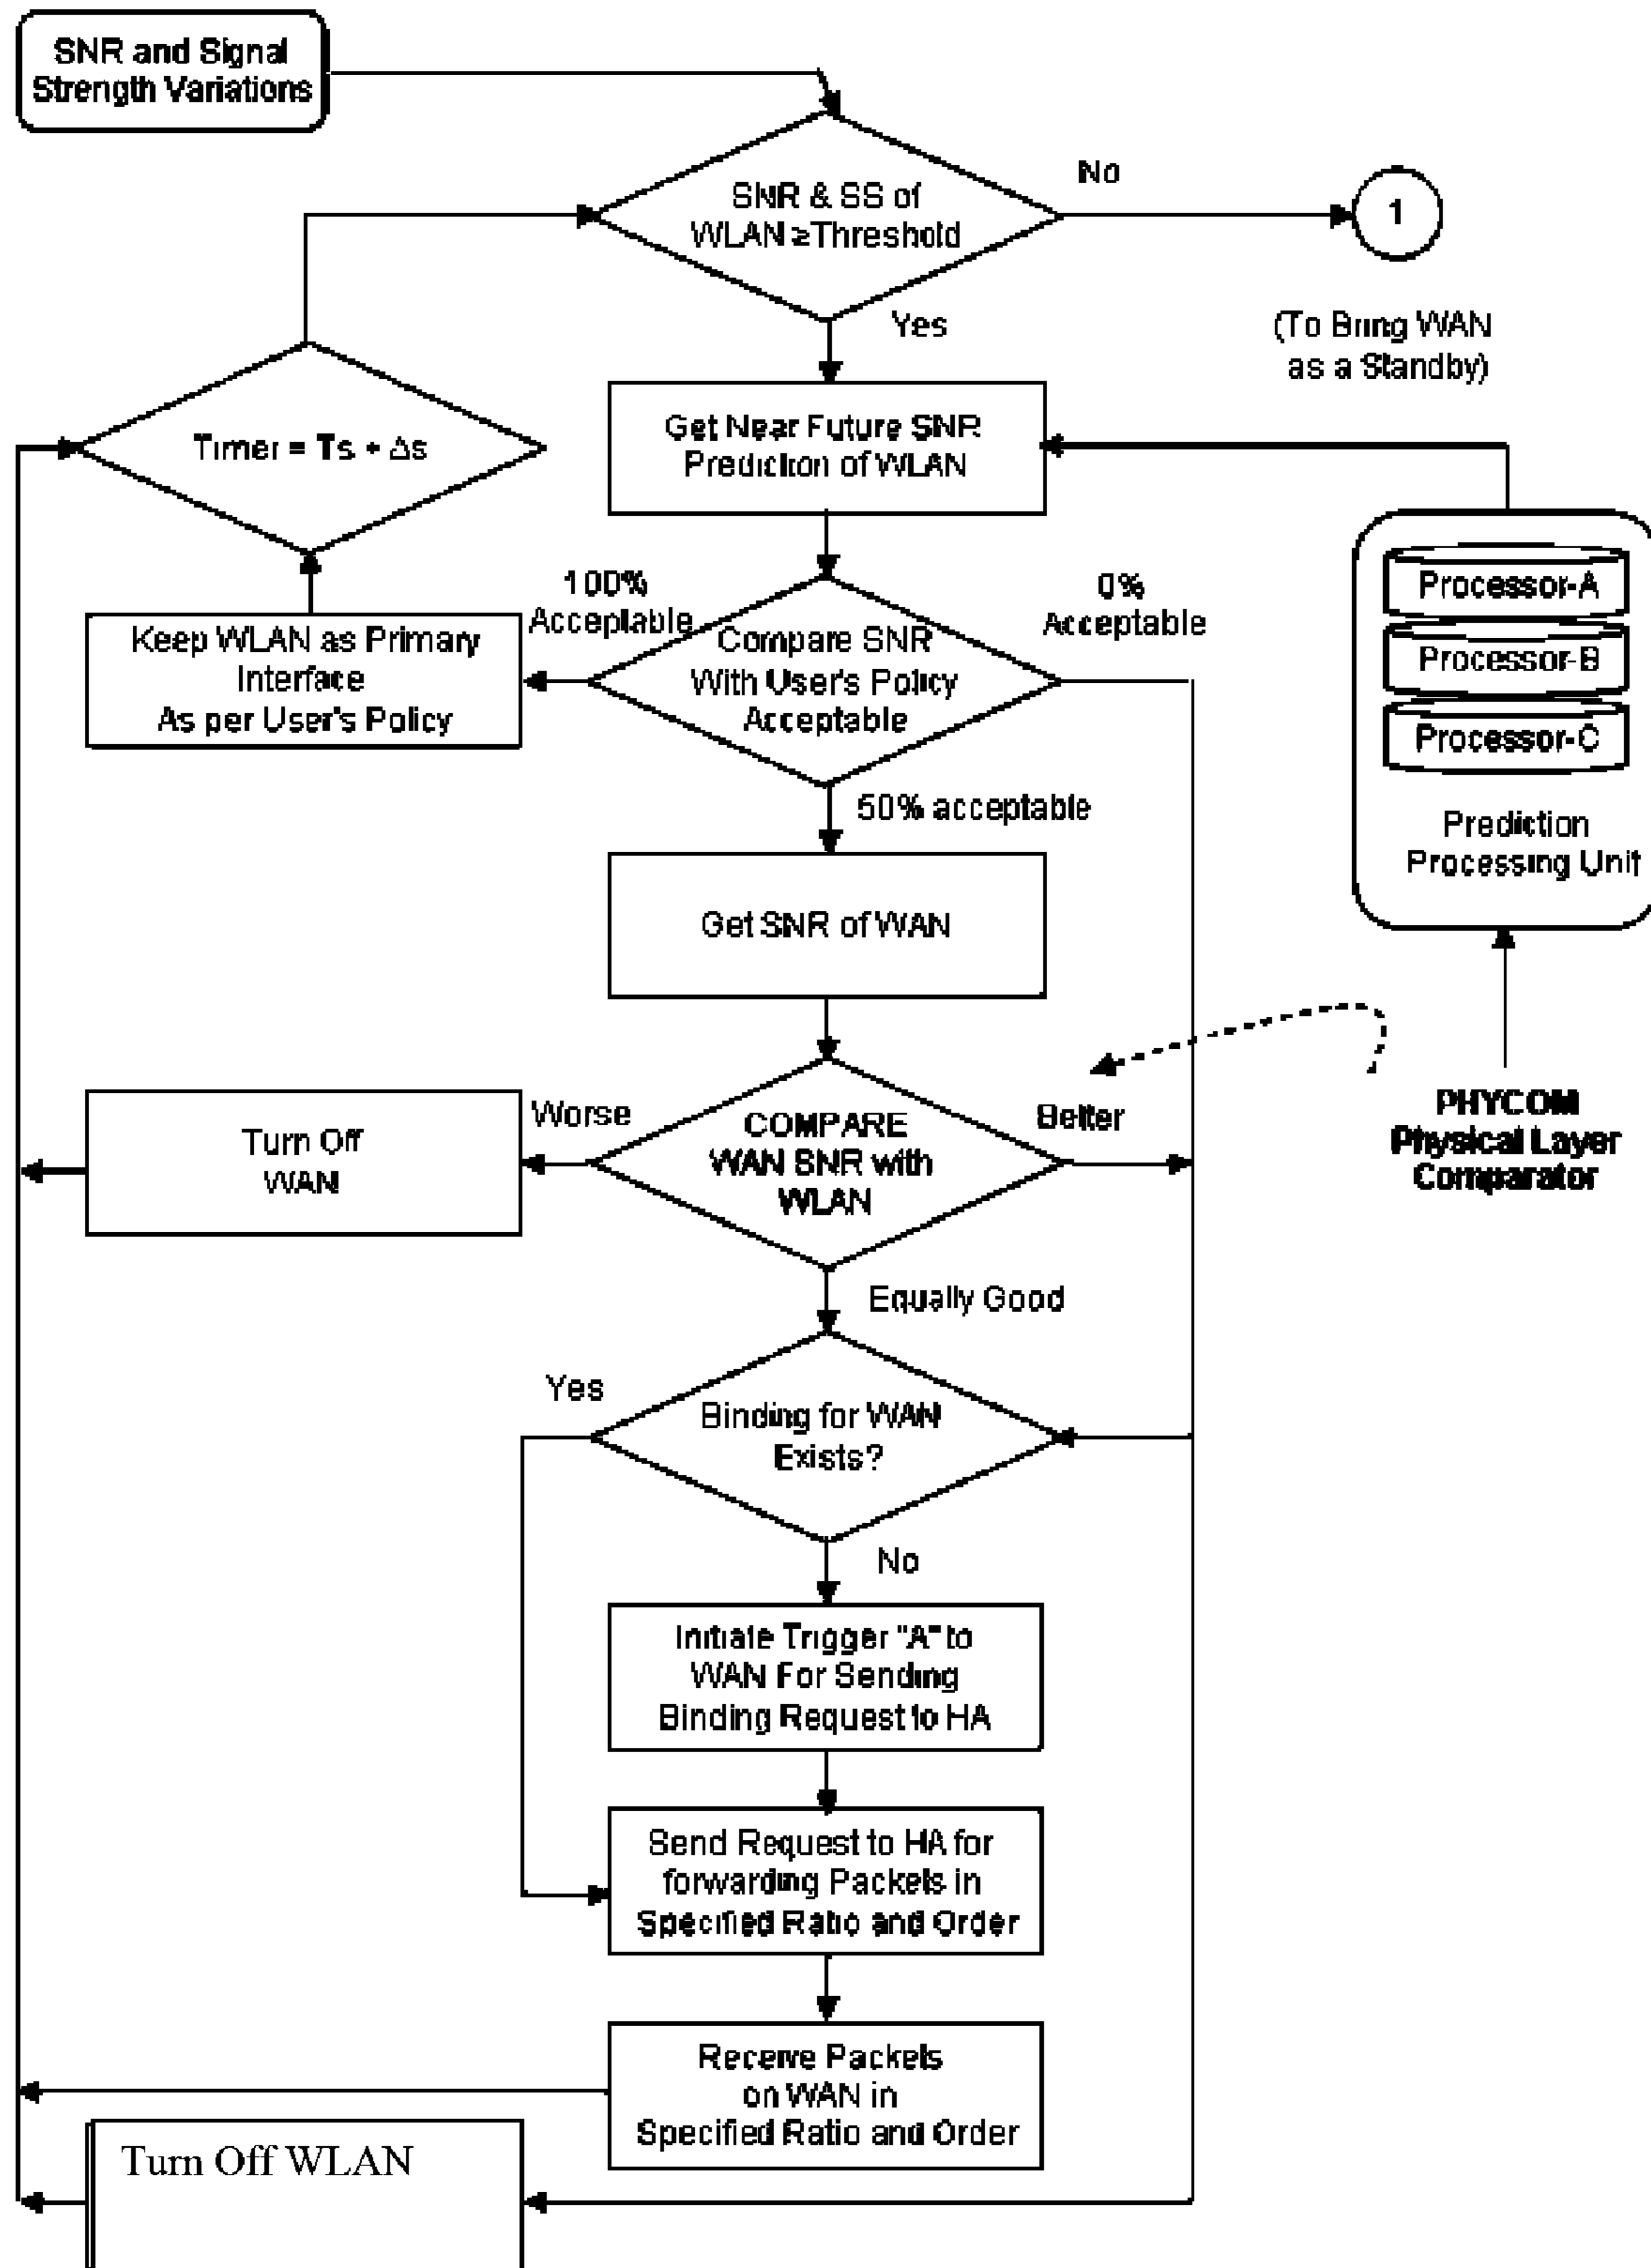 SNR and Signal
Strength Variations
SNR & SS of
WLAN ≥Threshold
No
1
Yes
(To Bring WAN
as a Standby)
Timer = Ts + Δs
Get Near Future SNR
Prediction of WLAN
100%
Acceptable
0%
Acceptable
Keep WLAN as Primary
Interface
As per User's Policy
Compare SNR
With User's Policy
Acceptable
Processor-A
Processor-B
Processor-C
Prediction
Processing Unit
50% acceptable
Get SNR of WAN
Turn Off
WAN
Worse
COMPARE
WAN SNR with
WLAN
Better
PHYCOM
Physical Layer
Comparator
Equally Good
Yes
Binding for WAN
Exists?
No
Initiate Trigger "A" to
WAN For Sending
Binding Request to HA
Send Request to HA for
forwarding Packets in
Specified Ratio and Order
Receive Packets
on WAN in
Specified Ratio and Order
Turn Off WLAN